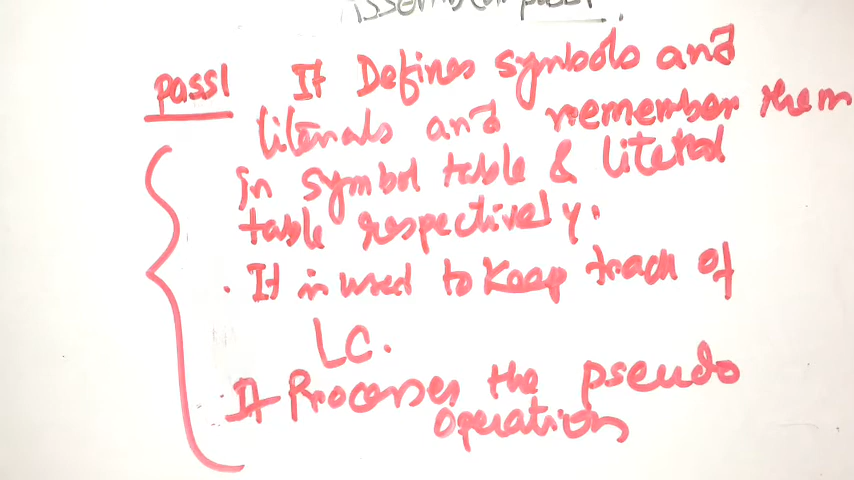 pass1 It Defines symbols and
literals and remember them
in symbol table & literal
table respectively.
. It is used to keep track of
LC.
. It Processes the pseudo
operations